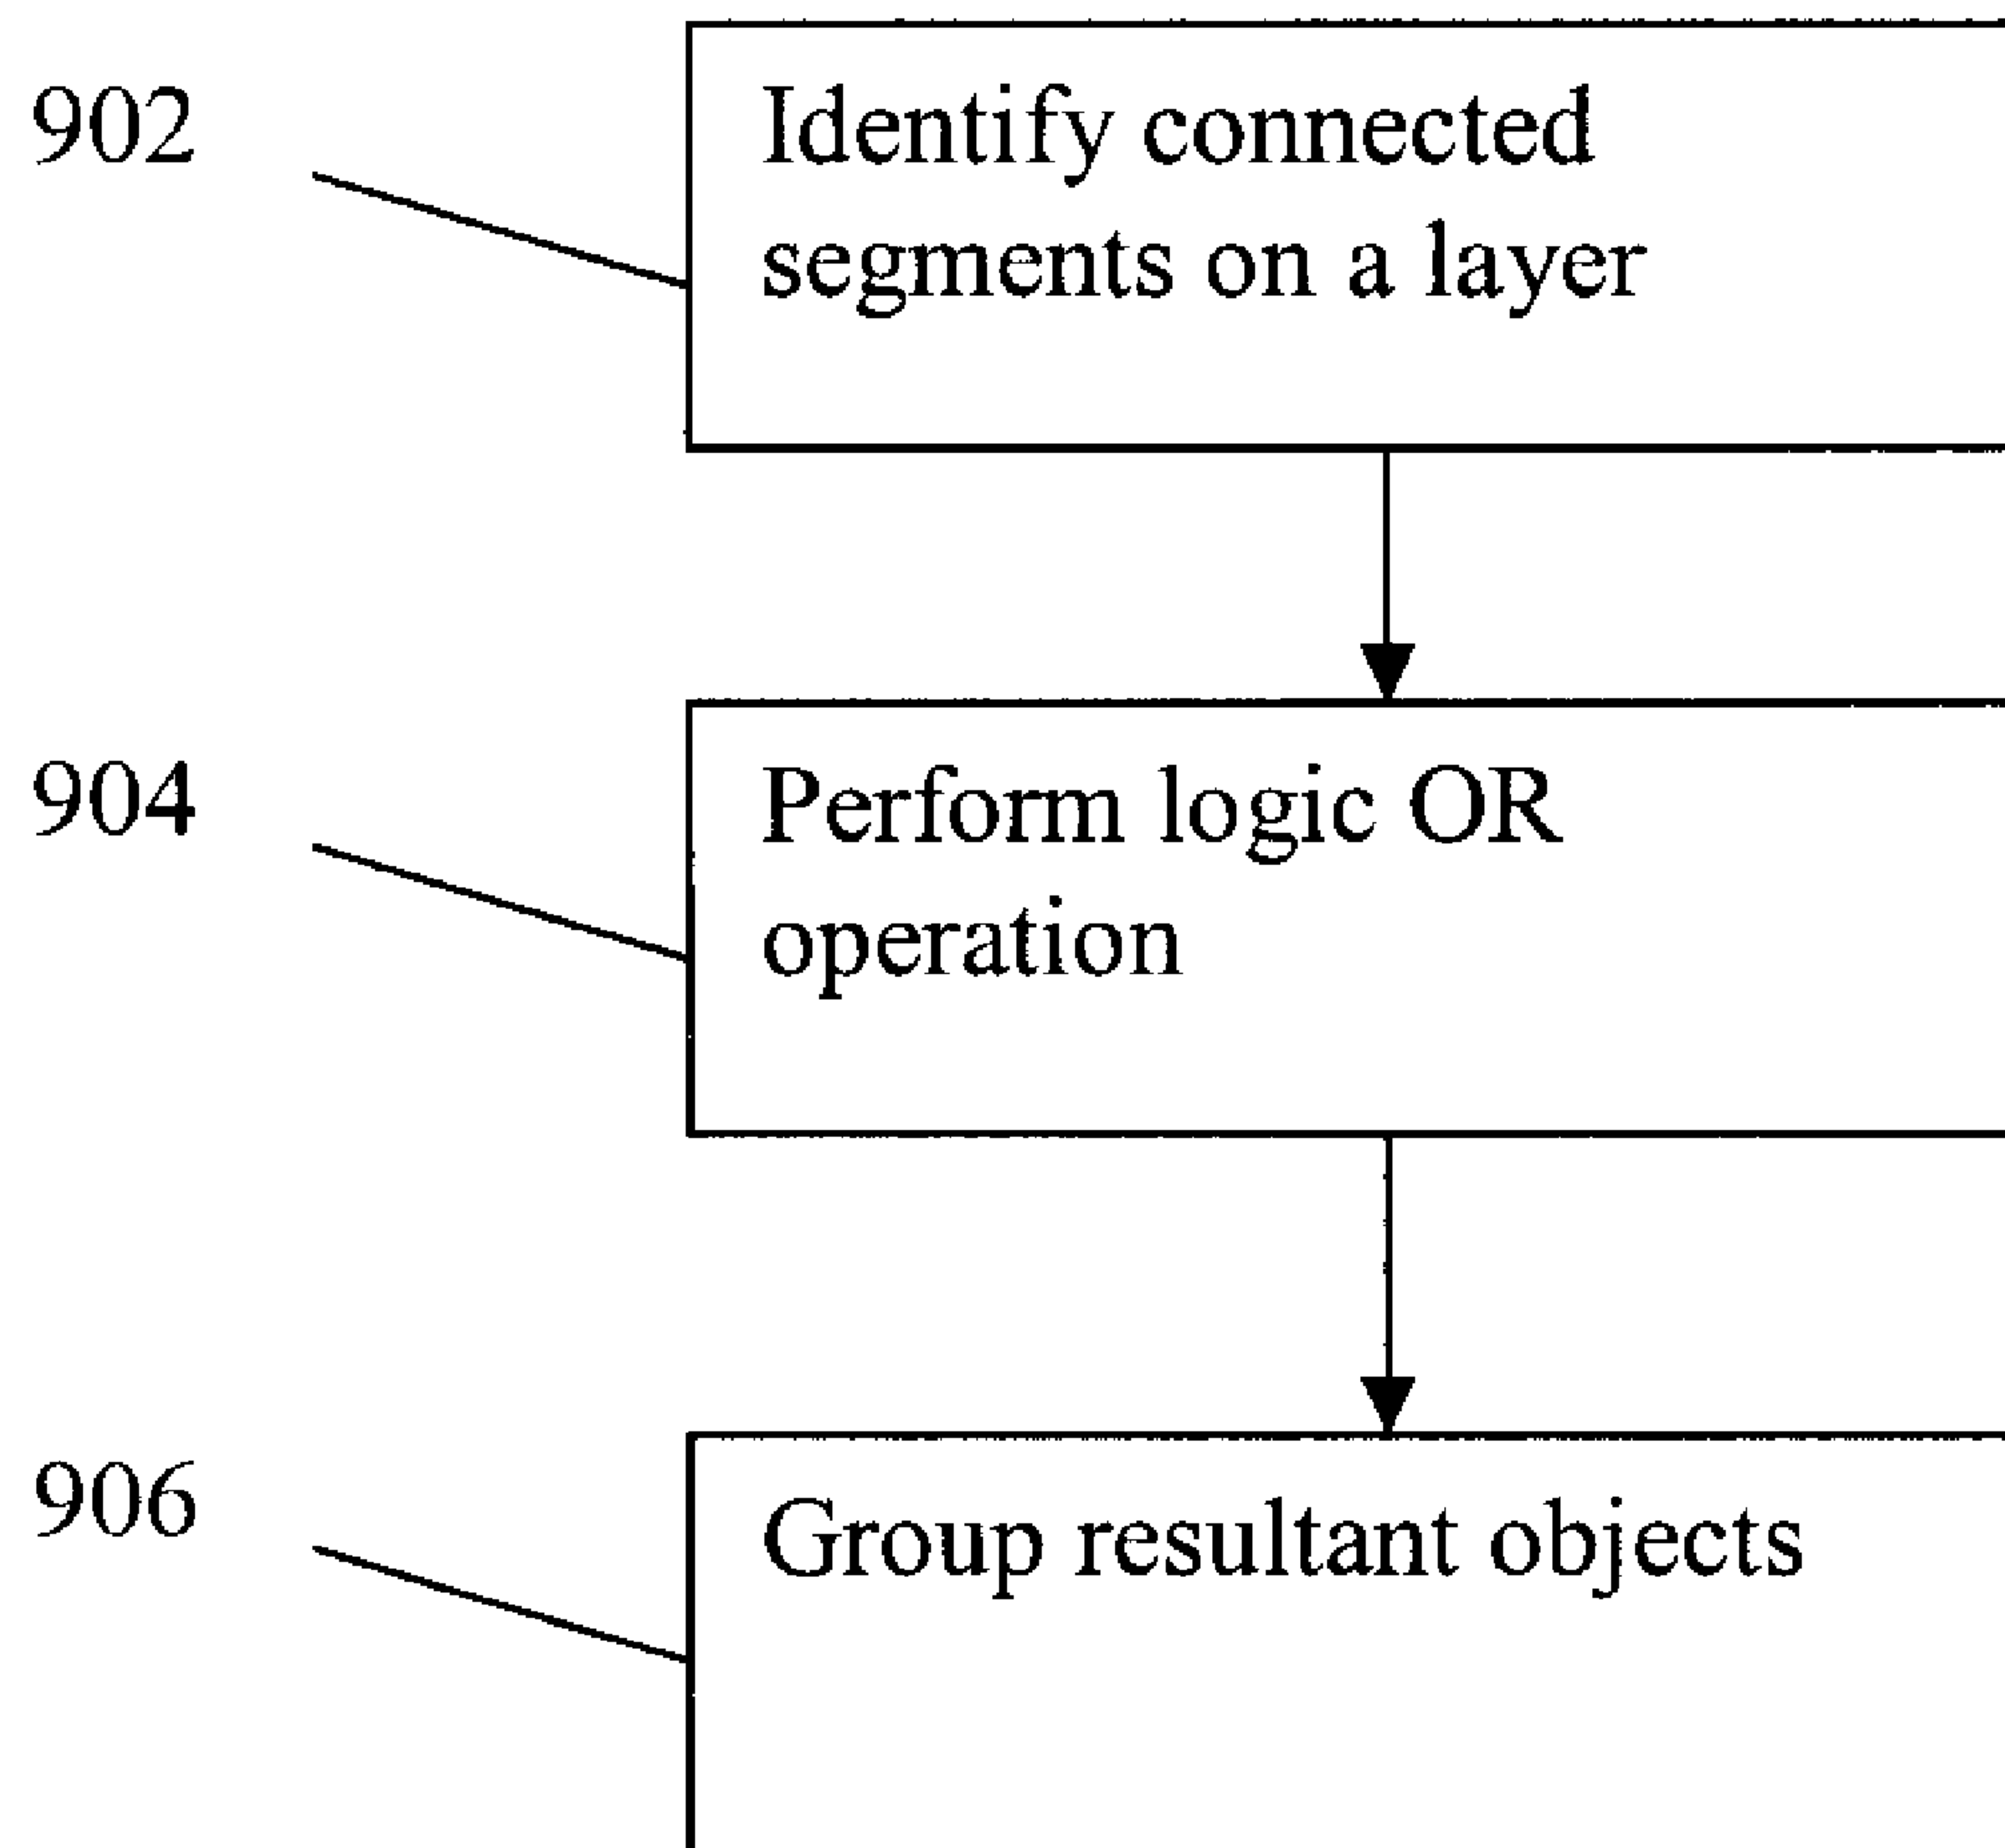 902
Identify connected
segments on a layer
904
Perform logic OR
operation
906
Group resultant objects